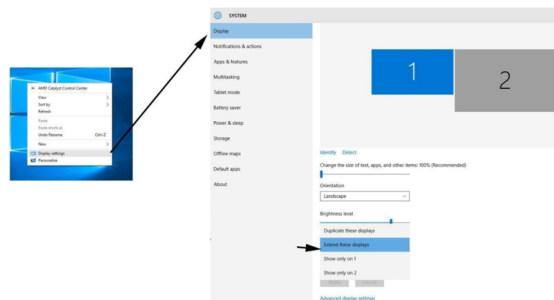 AMD Catalyst Control Center
View
Sort by
Refresh
Paste
Paste shortcut
Undo Rename Ctrl+Z
New
Display settings
Personalize
SYSTEM
Display
Notifications & actions
Apps & features
Multitasking
Tablet mode
Battery saver
Power & sleep
Storage
Offline maps
Default apps
About
1
2
Identify Detect
Change the size of text, apps, and other items: 100% (Recommended)
Orientation
Landscape
Brightness level
Duplicate these displays
Extend these displays
Show only on 1
Show only on 2
Advanced display settings